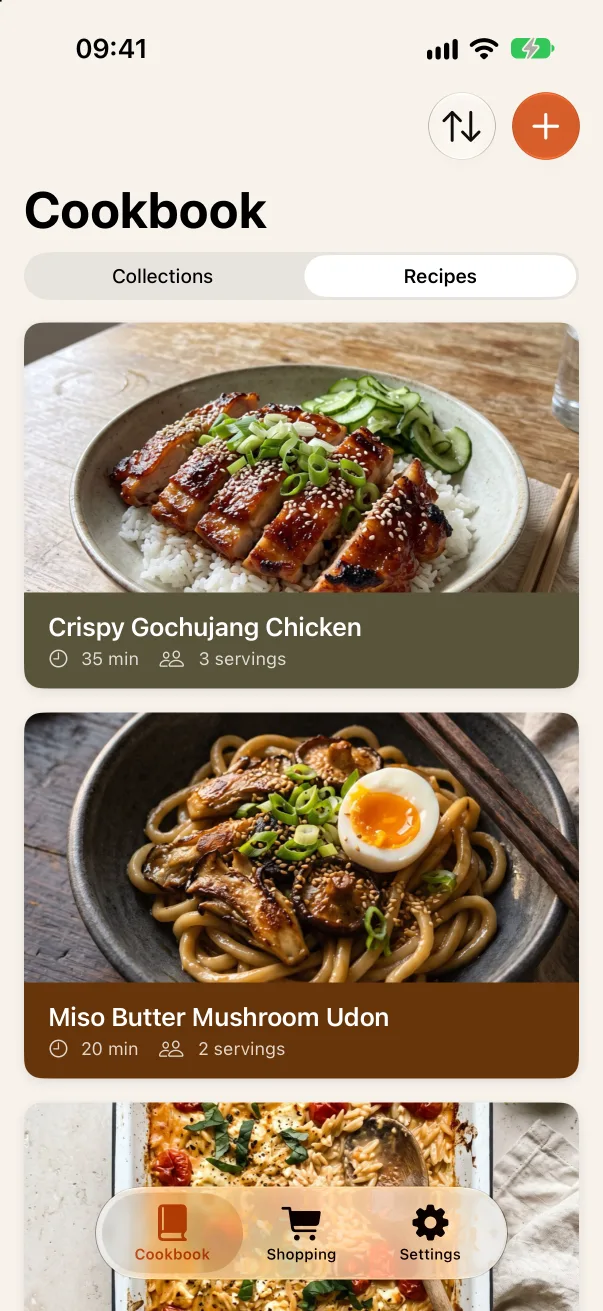 09:41
Cookbook
Collections
Recipes
Crispy Gochujang Chicken
35 min 3 servings
Miso Butter Mushroom Udon
20 min 2 servings
Cookbook
Shopping
Settings